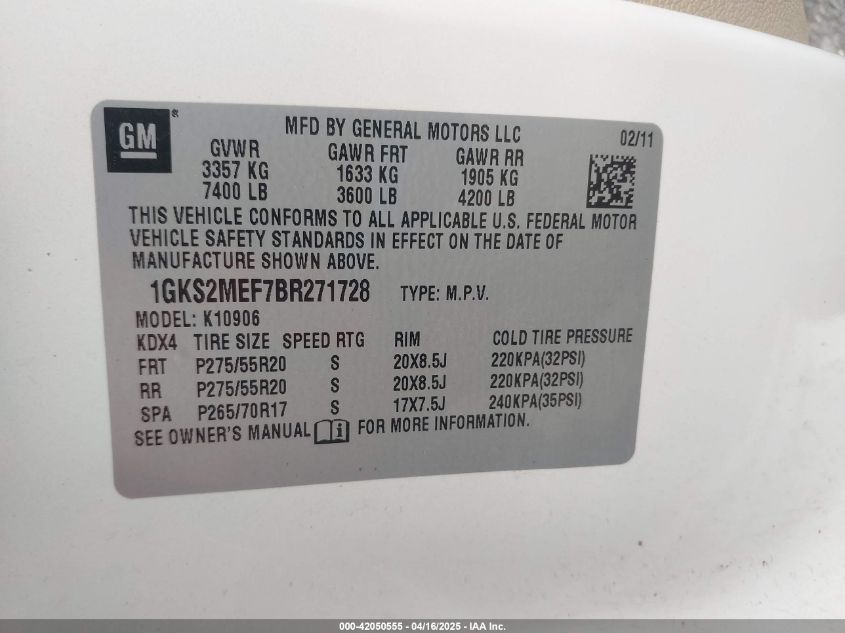 GM ®
MFD BY GENERAL MOTORS LLC 02/11
GVWR GAWR FRT GAWR RR
3357 KG 1633 KG 1905 KG
7400 LB 3600 LB 4200 LB
THIS VEHICLE CONFORMS TO ALL APPLICABLE U.S. FEDERAL MOTOR
VEHICLE SAFETY STANDARDS IN EFFECT ON THE DATE OF
MANUFACTURE SHOWN ABOVE.
1GKS2MEF7BR271728 TYPE: M.P.V.
MODEL: K10906
KDX4 TIRE SIZE SPEED RTG RIM COLD TIRE PRESSURE
FRT P275/55R20 S 20X8.5J 220KPA(32PSI)
RR P275/55R20 S 20X8.5J 220KPA(32PSI)
SPA P265/70R17 S 17X7.5J 240KPA(35PSI)
SEE OWNER'S MANUAL i FOR MORE INFORMATION.
000-42050555 - 04/16/2025 - IAA Inc.